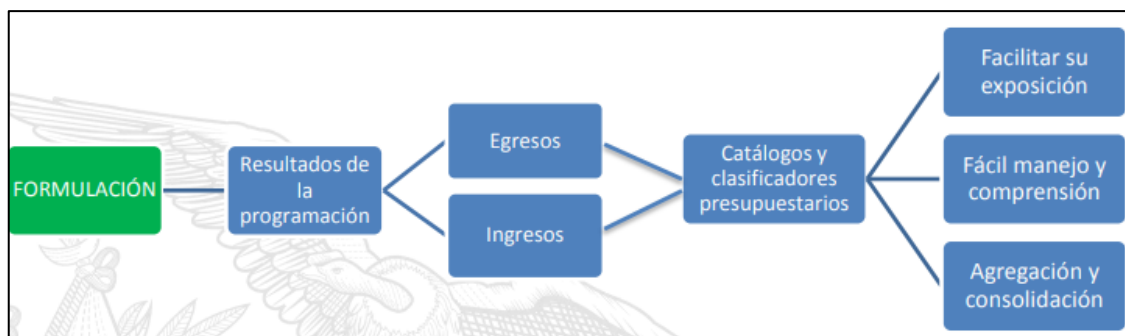 FORMULACIÓN
Resultados de
la
programación
Egresos
Ingresos
Catálogos y
clasificadores
presupuestarios
Facilitar su
exposición
Fácil manejo y
comprensión
Agregación y
consolidación